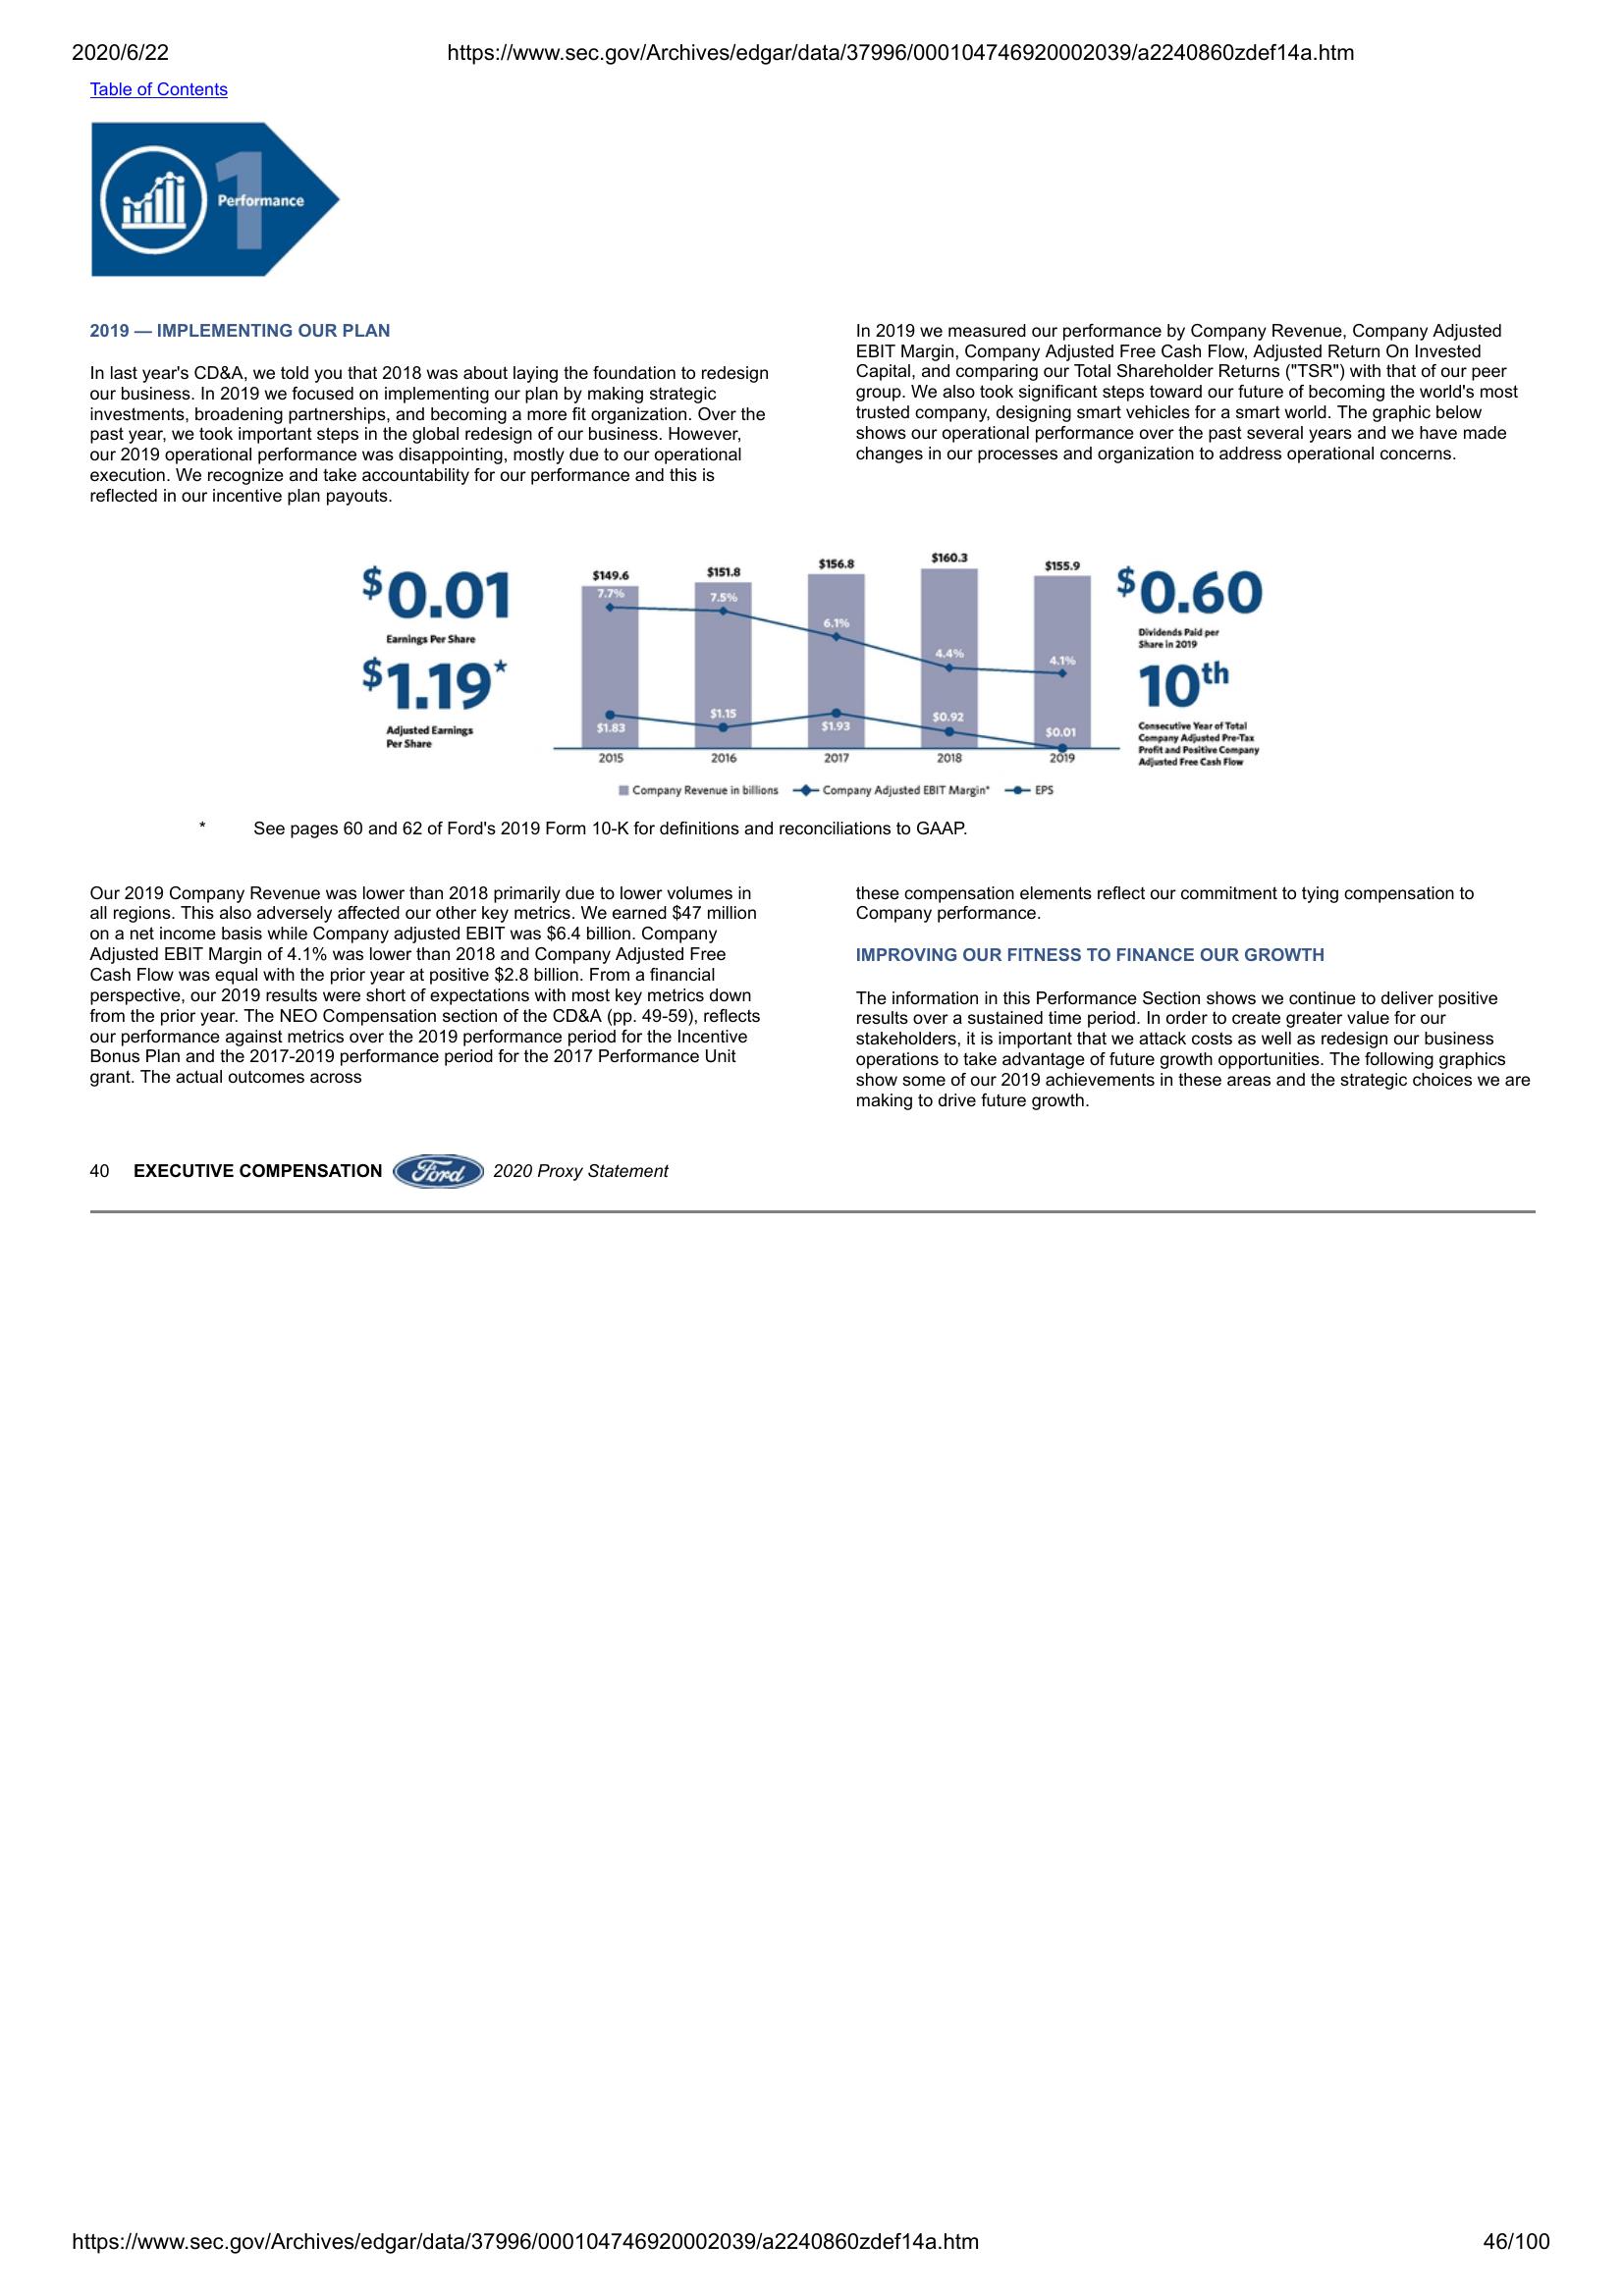 2020/6/22
https://www.sec.gov/Archives/edgar/data/37996/000104746920002039/a2240860zdef14a.htm
Table of Contents
1
Performance
2019 — IMPLEMENTING OUR PLAN
In last year's CD&A, we told you that 2018 was about laying the foundation to redesign
our business. In 2019 we focused on implementing our plan by making strategic
investments, broadening partnerships, and becoming a more fit organization. Over the
past year, we took important steps in the global redesign of our business. However,
our 2019 operational performance was disappointing, mostly due to our operational
execution. We recognize and take accountability for our performance and this is
reflected in our incentive plan payouts.
In 2019 we measured our performance by Company Revenue, Company Adjusted
EBIT Margin, Company Adjusted Free Cash Flow, Adjusted Return On Invested
Capital, and comparing our Total Shareholder Returns ("TSR") with that of our peer
group. We also took significant steps toward our future of becoming the world's most
trusted company, designing smart vehicles for a smart world. The graphic below
shows our operational performance over the past several years and we have made
changes in our processes and organization to address operational concerns.
$0.01
Earnings Per Share
$1.19*
Adjusted Earnings
Per Share
$149.6
$151.8
$156.8
$160.3
$155.9
7.7%
7.5%
6.1%
4.4%
4.1%
$1.83
$1.15
$1.93
$0.92
$0.01
2015
2016
2017
2018
2019
Company Revenue in billions
Company Adjusted EBIT Margin*
EPS
$0.60
Dividends Paid per
Share in 2019
10th
Consecutive Year of Total
Company Adjusted Pre-Tax
Profit and Positive Company
Adjusted Free Cash Flow
* See pages 60 and 62 of Ford's 2019 Form 10-K for definitions and reconciliations to GAAP.
Our 2019 Company Revenue was lower than 2018 primarily due to lower volumes in
all regions. This also adversely affected our other key metrics. We earned $47 million
on a net income basis while Company adjusted EBIT was $6.4 billion. Company
Adjusted EBIT Margin of 4.1% was lower than 2018 and Company Adjusted Free
Cash Flow was equal with the prior year at positive $2.8 billion. From a financial
perspective, our 2019 results were short of expectations with most key metrics down
from the prior year. The NEO Compensation section of the CD&A (pp. 49-59), reflects
our performance against metrics over the 2019 performance period for the Incentive
Bonus Plan and the 2017-2019 performance period for the 2017 Performance Unit
grant. The actual outcomes across
these compensation elements reflect our commitment to tying compensation to
Company performance.
IMPROVING OUR FITNESS TO FINANCE OUR GROWTH
The information in this Performance Section shows we continue to deliver positive
results over a sustained time period. In order to create greater value for our
stakeholders, it is important that we attack costs as well as redesign our business
operations to take advantage of future growth opportunities. The following graphics
show some of our 2019 achievements in these areas and the strategic choices we are
making to drive future growth.
40 EXECUTIVE COMPENSATION Ford 2020 Proxy Statement
https://www.sec.gov/Archives/edgar/data/37996/000104746920002039/a2240860zdef14a.htm
46/100